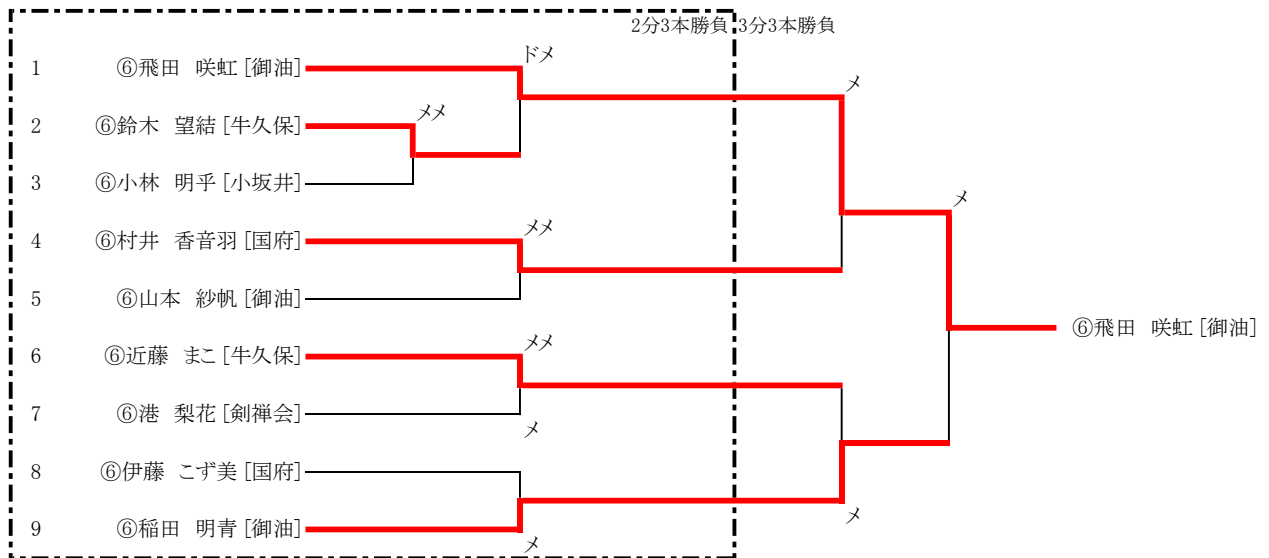 2分3本勝負
3分3本勝負
ドメ
1 ⑥飛田 咲虹 [御油]
メ
メメ
2 ⑥鈴木 望結 [牛久保]
3 ⑥小林 明乎 [小坂井]
メ
メメ
4 ⑥村井 香音羽 [国府]
5 ⑥山本 紗帆 [御油]
⑥飛田 咲虹 [御油]
メメ
6 ⑥近藤 まこ [牛久保]
7 ⑥港 梨花 [剣禅会]
メ
8 ⑥伊藤 こず美 [国府]
メ
9 ⑥稲田 明青 [御油]
メ